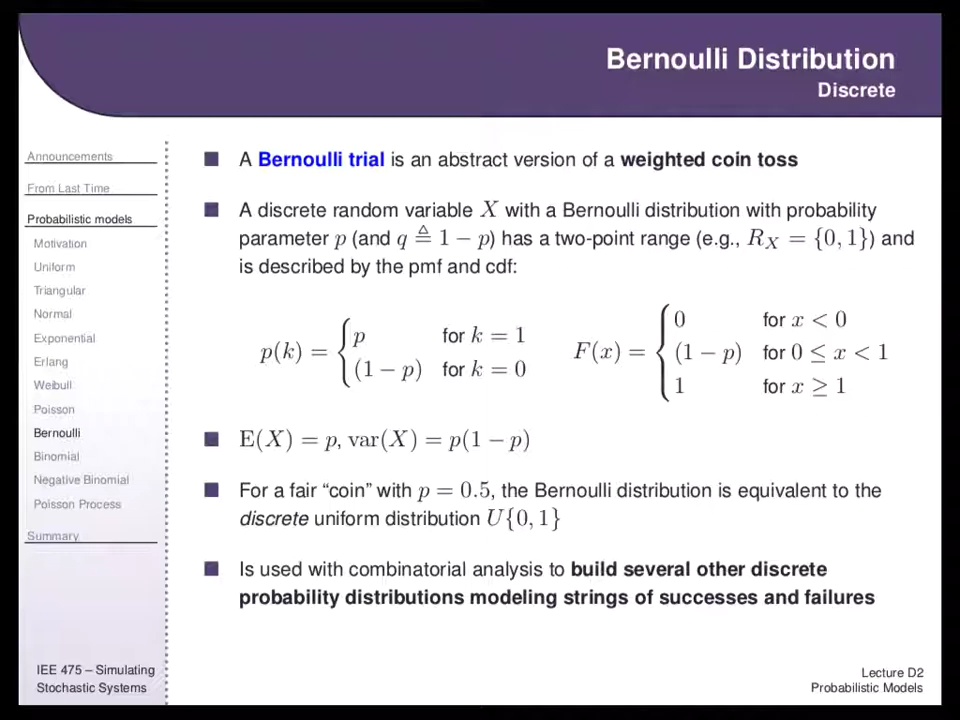 Bernoulli Distribution
Discrete
Announcements
From Last Time
Probabilistic models
Motivation
Uniform
Triangular
Normal
Exponential
Erlang
Weibull
Poisson
Bernoulli
Binomial
Negative Binomial
Poisson Process
Summary
IEE 475 – Simulating
Stochastic Systems
A Bernoulli trial is an abstract version of a weighted coin toss
A discrete random variable X with a Bernoulli distribution with probability
parameter p (and q ≜ 1 − p) has a two-point range (e.g., R_X = {0, 1}) and
is described by the pmf and cdf:
p(k) = { p for k = 1
(1 − p) for k = 0
F(x) = { 0 for x < 0
(1 − p) for 0 ≤ x < 1
1 for x ≥ 1
E(X) = p, var(X) = p(1 − p)
For a fair “coin” with p = 0.5, the Bernoulli distribution is equivalent to the
discrete uniform distribution U{0, 1}
Is used with combinatorial analysis to build several other discrete
probability distributions modeling strings of successes and failures
Lecture D2
Probabilistic Models